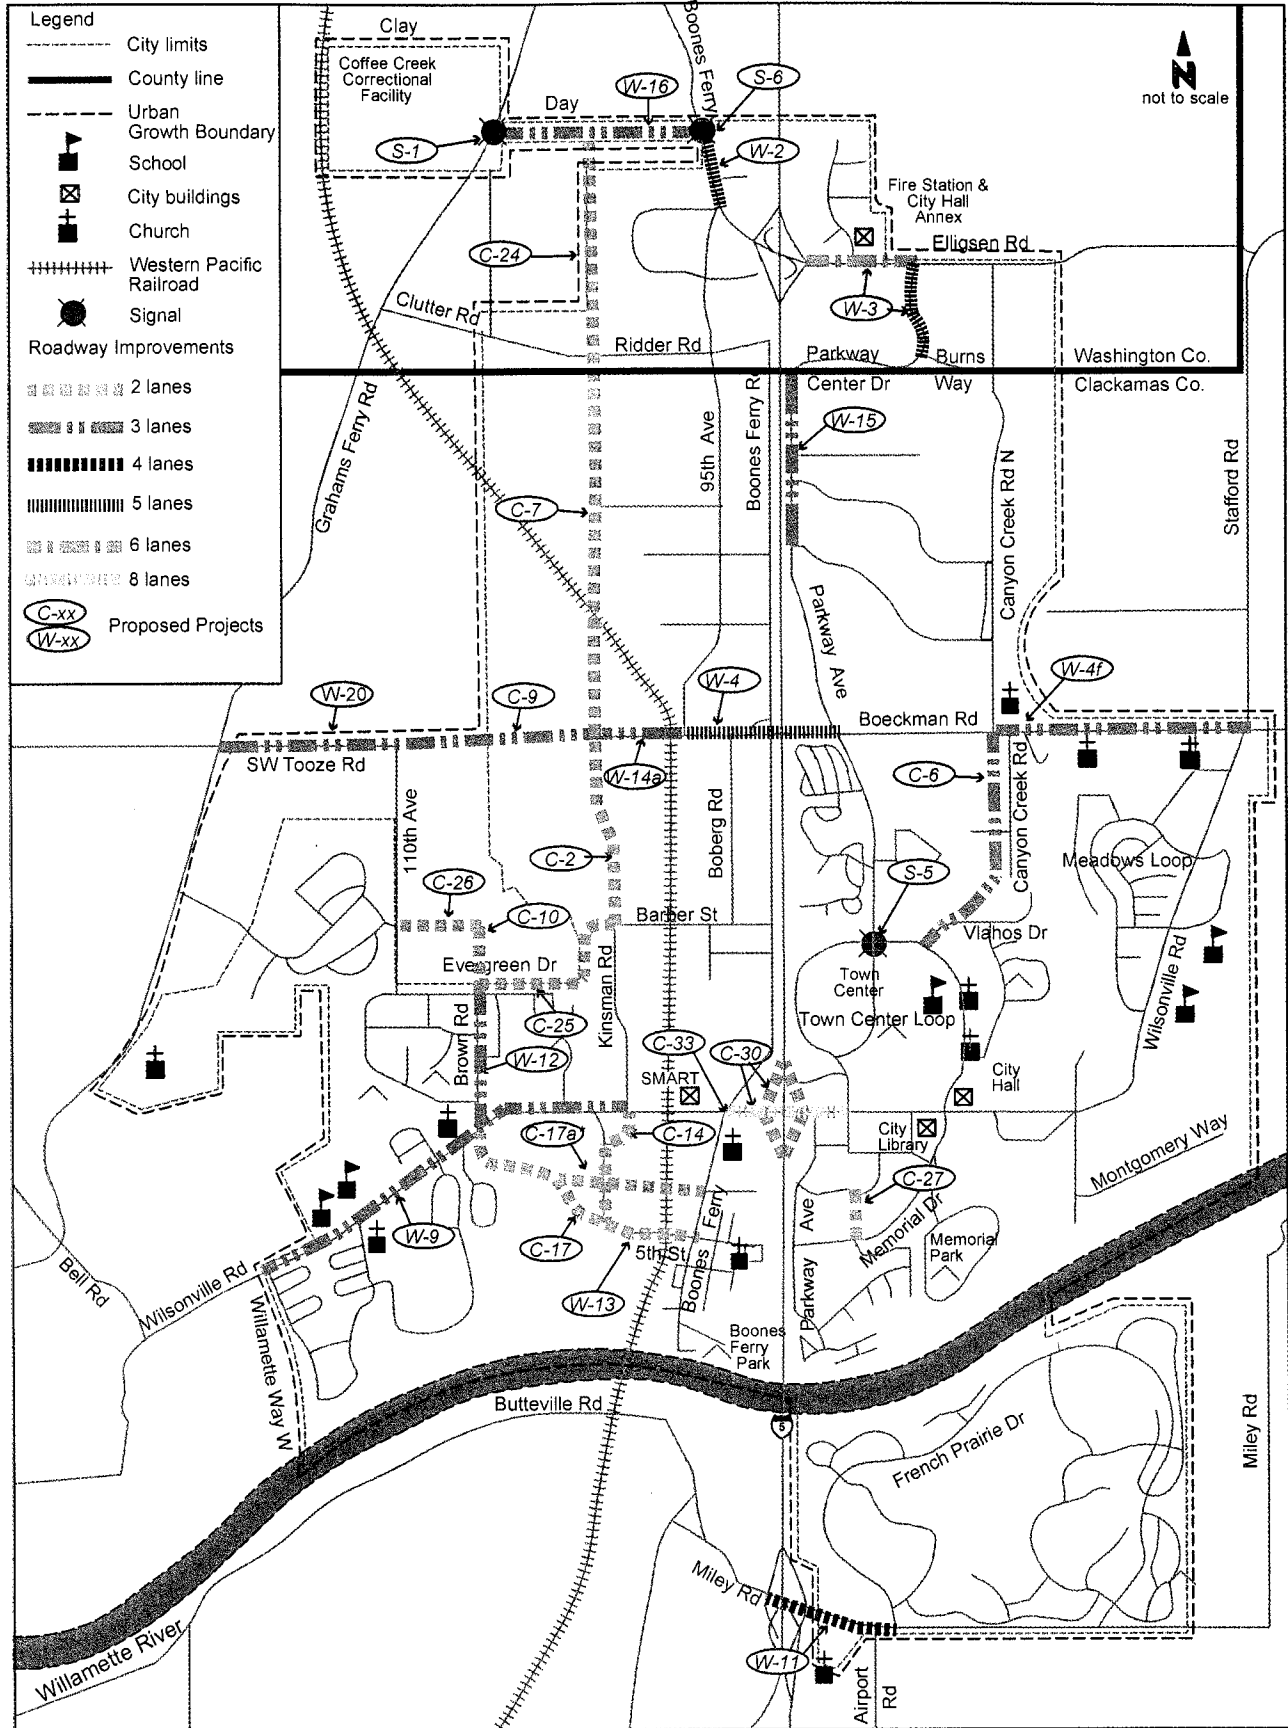 Legend
City limits
County line
Urban
Growth Boundary
School
City buildings
Church
Western Pacific
Railroad
Signal
Roadway Improvements
2 lanes
3 lanes
4 lanes
5 lanes
6 lanes
8 lanes
C-xx
W-xx
Proposed Projects
Clay
Coffee Creek
Correctional
Facility
Boones Ferry
N
not to scale
W-16
S-6
Day
S-1
W-2
Fire Station &
City Hall
Annex
Elligsen Rd
C-24
W-3
Clutter Rd
Ridder Rd
Parkway
Center Dr
Burns
Way
Washington Co.
Clackamas Co.
Grahams Ferry Rd
95th Ave
Boones Ferry Rd
W-15
Canyon Creek Rd N
Stafford Rd
C-7
Parkway Ave
W-20
C-9
W-4
W-4f
Boeckman Rd
SW Tooze Rd
W-14a
C-6
110th Ave
Boberg Rd
Canyon Creek Rd
C-2
Meadows Loop
S-5
C-26
C-10
Barber St
Vlahos Dr
Evergreen Dr
Kinsman Rd
Town
Center
Wilsonville Rd
Town Center Loop
C-25
Brown Rd
W-12
C-33
C-30
SMART
City
Hall
C-17a
C-14
City
Library
Montgomery Way
C-27
W-9
C-17
5th St
Boones Ferry
Parkway Ave
Memorial Dr
Memorial
Park
Bell Rd
Wilsonville Rd
W-13
Willamette Way W
Boones
Ferry
Park
Butteville Rd
5
French Prairie Dr
Miley Rd
Miley Rd
W-11
Willamette River
Airport
Rd